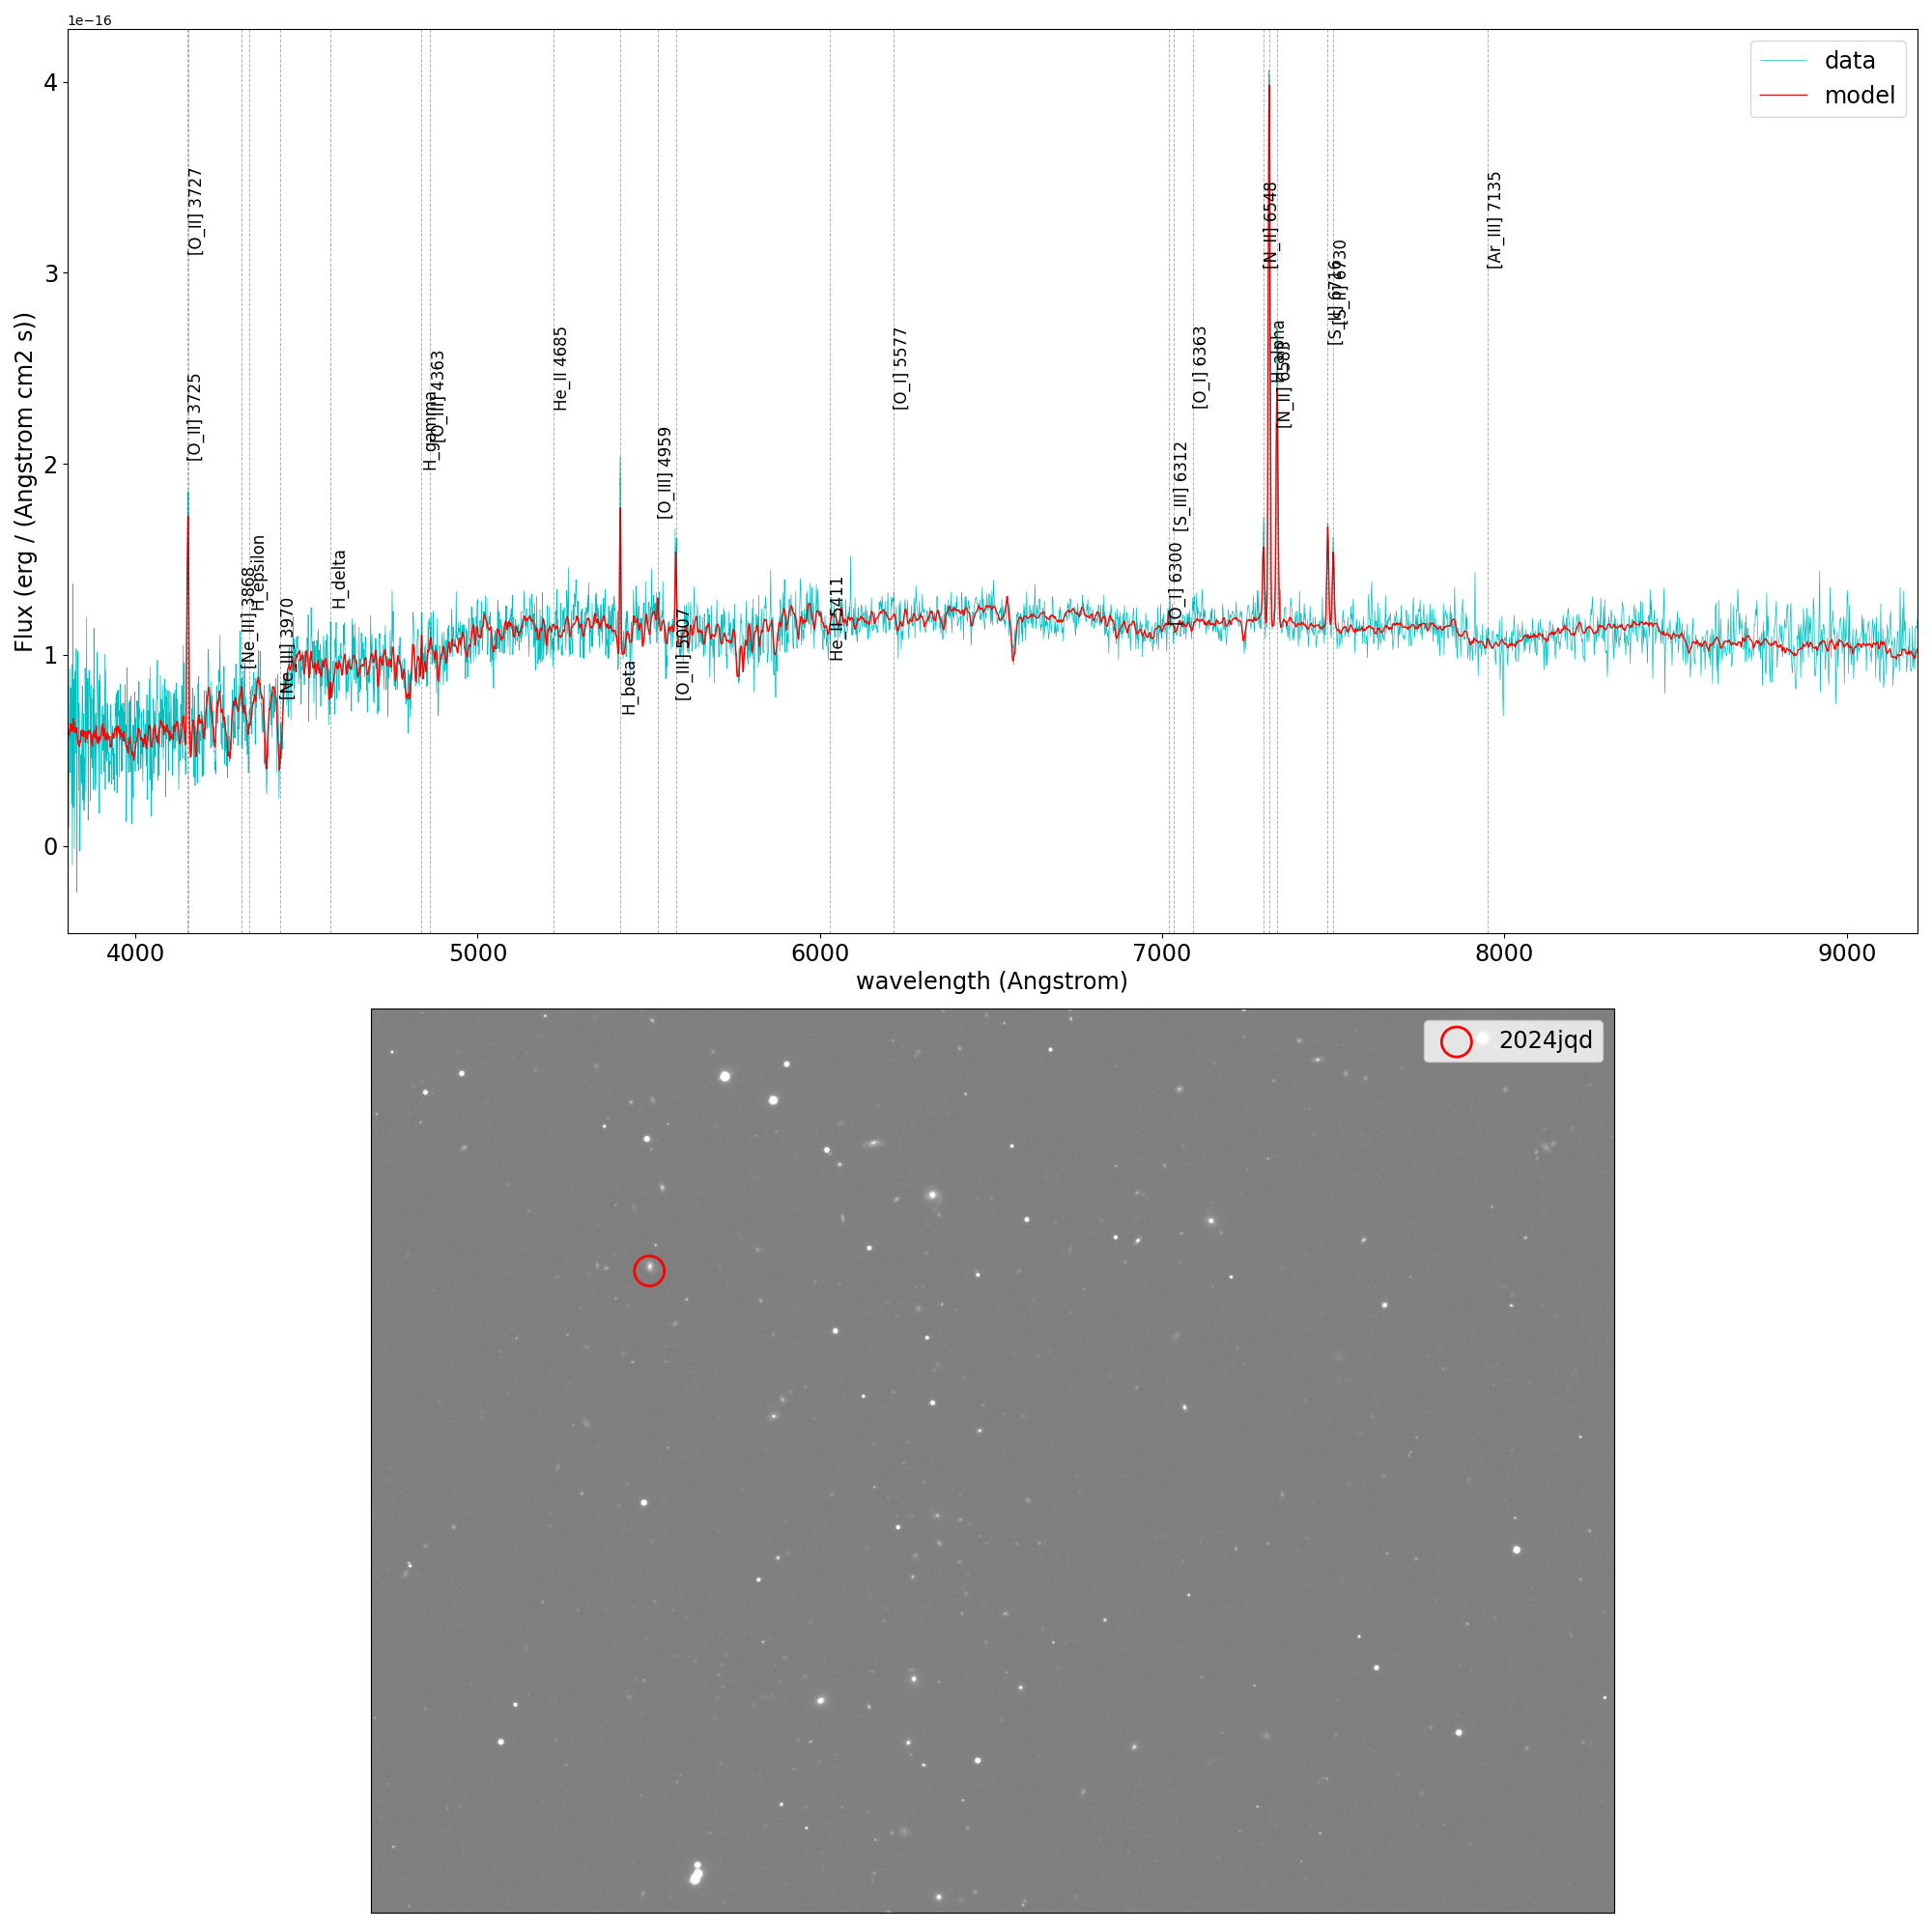 1e−16
Flux (erg / (Angstrom cm2 s))
4
3
2
1
0
data
model
[O_II] 3725
[O_II] 3727
[Ne_III] 3868
H_epsilon
[Ne_III] 3970
H_delta
H_gamma
[O_III] 4363
He_II 4685
H_beta
[O_III] 4959
[O_III] 5007
He_II 5411
[O_I] 5577
[O_I] 6300
[S_III] 6312
[O_I] 6363
[N_II] 6548
H_alpha
[N_II] 6583
[S_II] 6716
[S_II] 6730
[Ar_III] 7135
4000
5000
6000
7000
8000
9000
wavelength (Angstrom)
2024jqd